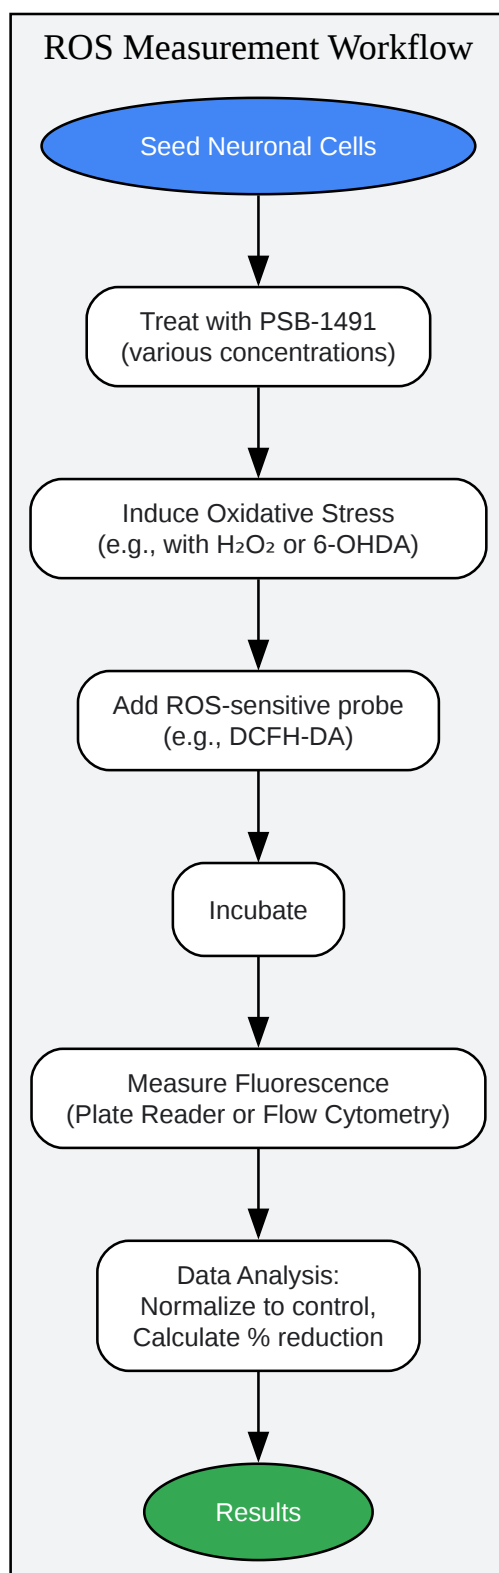 ROS Measurement Workflow
Seed Neuronal Cells
Treat with PSB-1491
(various concentrations)
Induce Oxidative Stress
(e.g., with H₂O₂ or 6-OHDA)
Add ROS-sensitive probe
(e.g., DCFH-DA)
Incubate
Measure Fluorescence
(Plate Reader or Flow Cytometry)
Data Analysis:
Normalize to control,
Calculate % reduction
Results